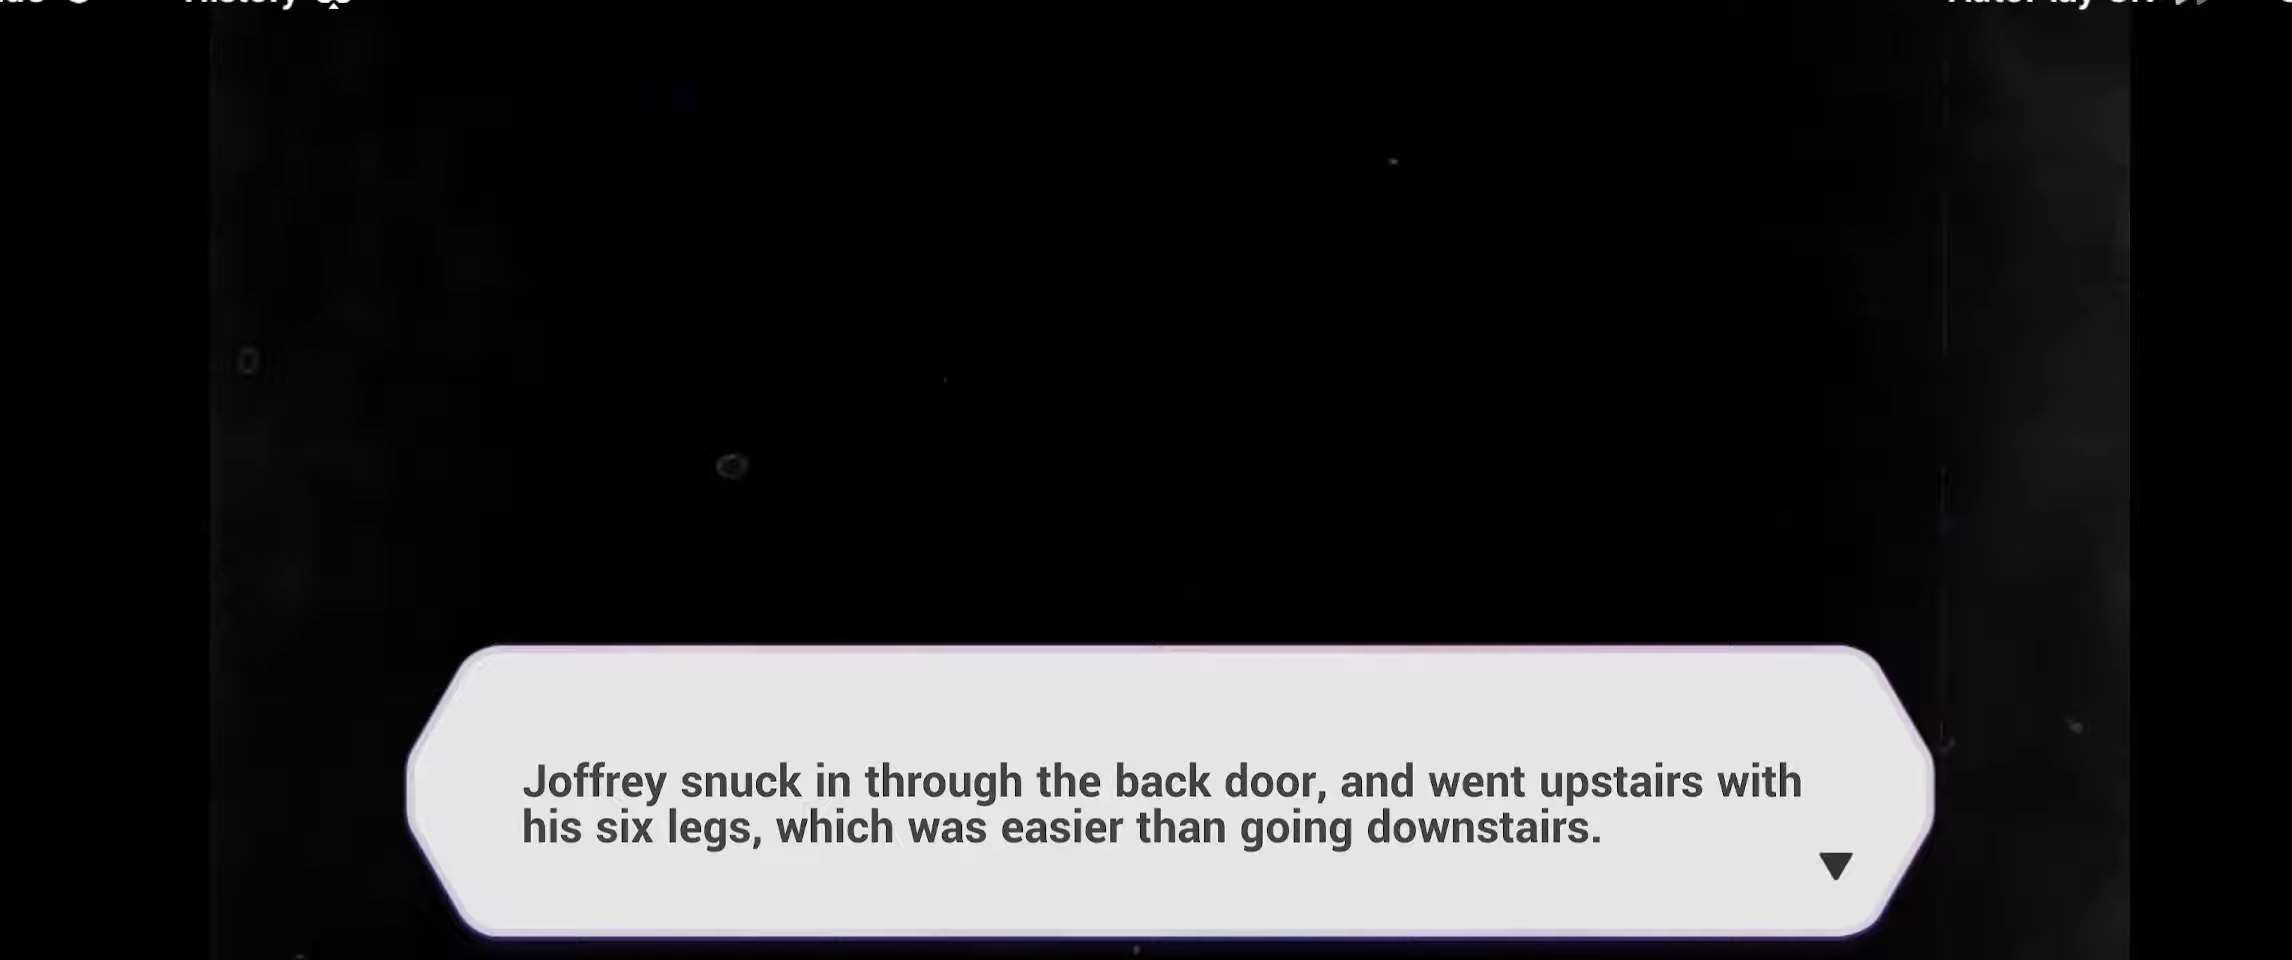 Joffrey snuck in through the back door, and went upstairs with
his six legs, which was easier than going downstairs.